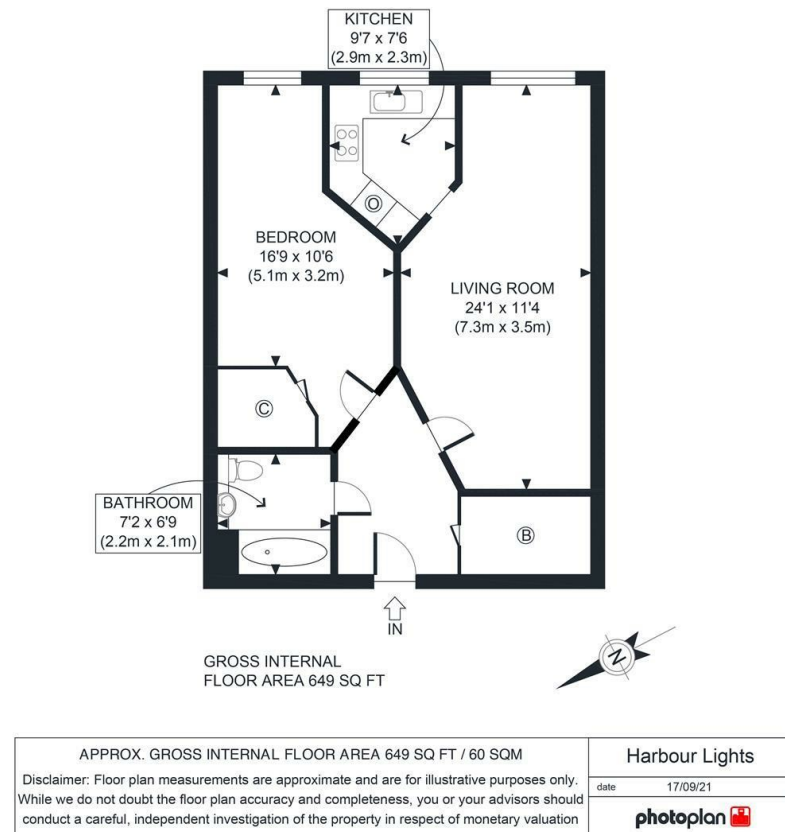 KITCHEN
9'7 x 7'6
(2.9m x 2.3m)
O
BEDROOM
16'9 x 10'6
(5.1m x 3.2m)
LIVING ROOM
24'1 x 11'4
(7.3m x 3.5m)
C
BATHROOM
7'2 x 6'9
(2.2m x 2.1m)
B
IN
GROSS INTERNAL
FLOOR AREA 649 SQ FT
N
APPROX. GROSS INTERNAL FLOOR AREA 649 SQ FT / 60 SQM
Disclaimer: Floor plan measurements are approximate and are for illustrative purposes only.
While we do not doubt the floor plan accuracy and completeness, you or your advisors should
conduct a careful, independent investigation of the property in respect of monetary valuation
Harbour Lights
date 17/09/21
photoplan